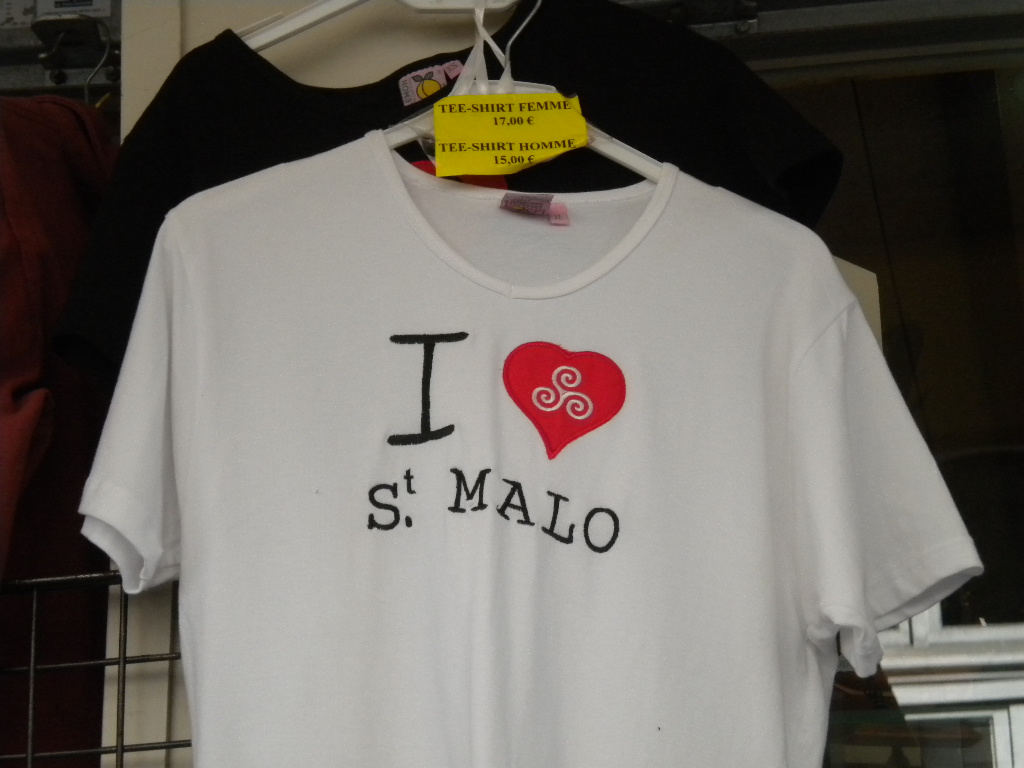 TEE-SHIRT FEMME
17,00 €
TEE-SHIRT HOMME
15,00 €
I
St. MALO